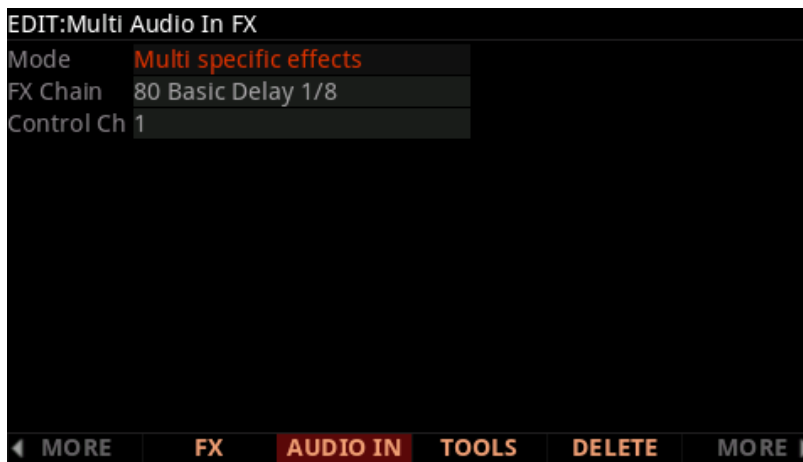 EDIT:Multi Audio In FX
Mode Multi specific effects
FX Chain 80 Basic Delay 1/8
Control Ch 1
MORE FX AUDIO IN TOOLS DELETE MORE